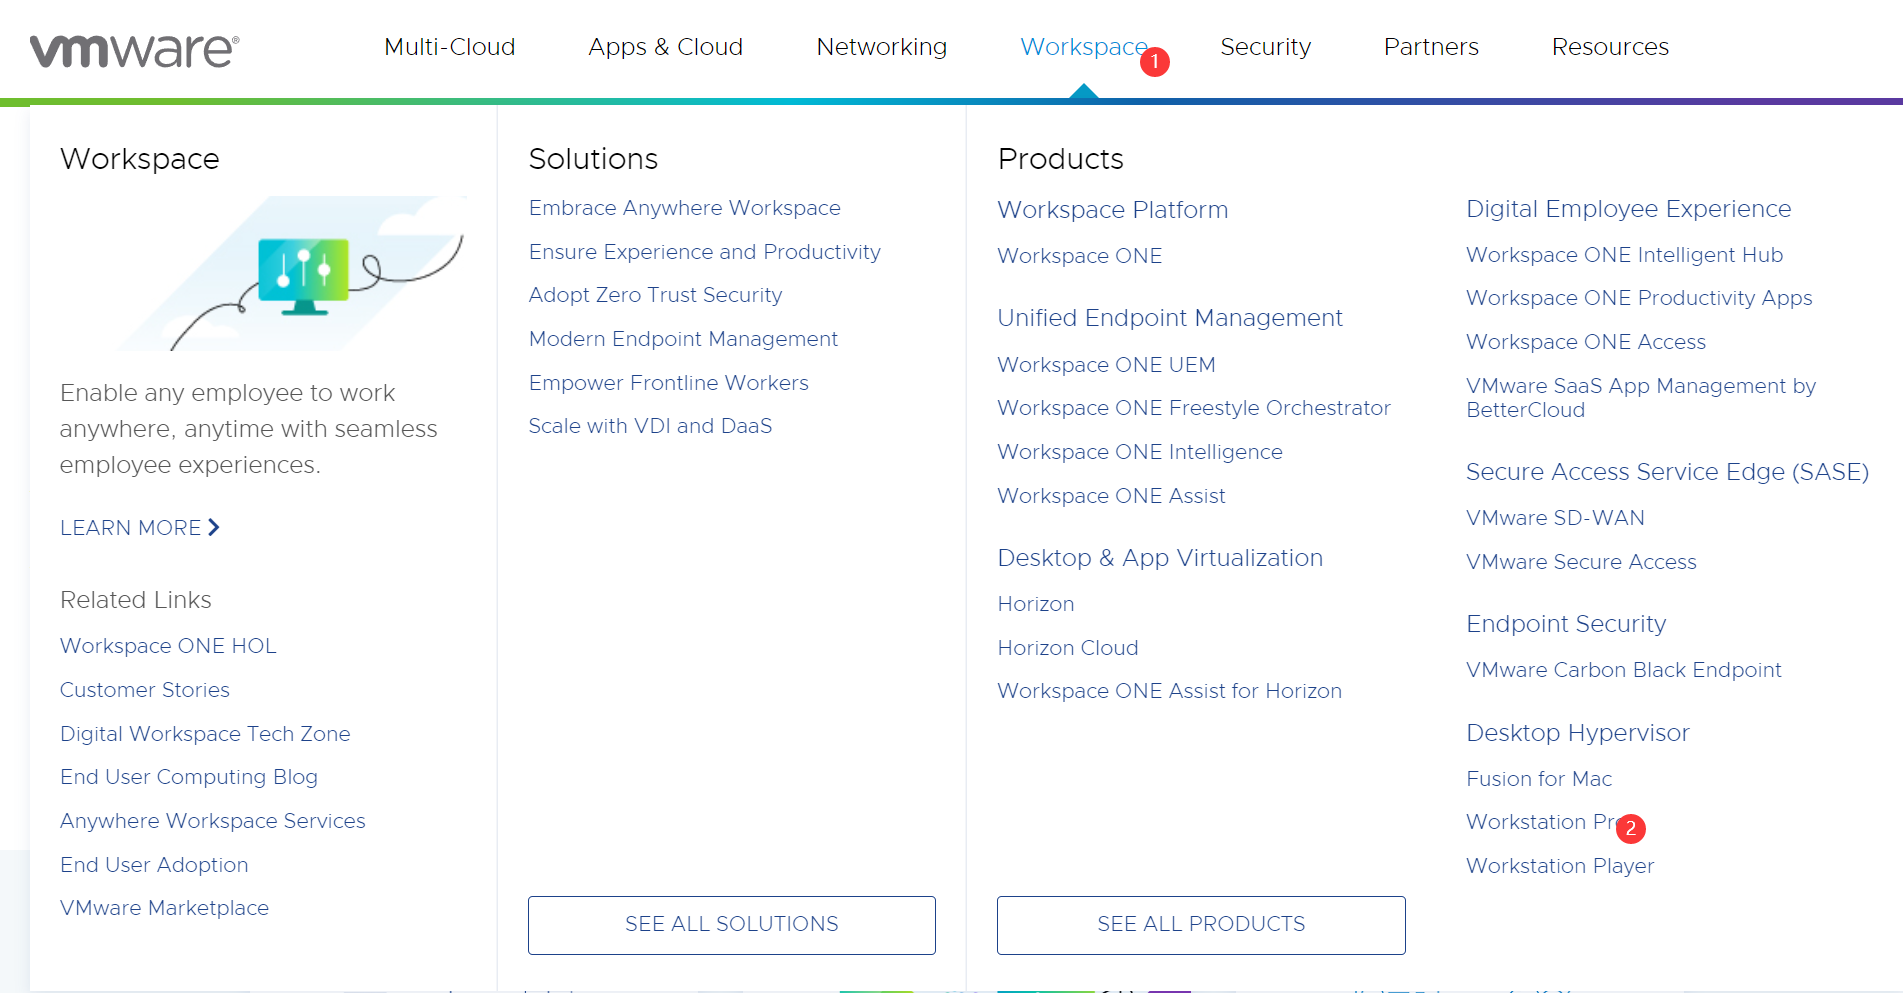 vmware®
Multi-Cloud
Apps & Cloud
Networking
Workspace
1
Security
Partners
Resources
Workspace
Enable any employee to work
anywhere, anytime with seamless
employee experiences.
LEARN MORE
Related Links
Workspace ONE HOL
Customer Stories
Digital Workspace Tech Zone
End User Computing Blog
Anywhere Workspace Services
End User Adoption
VMware Marketplace
Solutions
Embrace Anywhere Workspace
Ensure Experience and Productivity
Adopt Zero Trust Security
Modern Endpoint Management
Empower Frontline Workers
Scale with VDI and DaaS
SEE ALL SOLUTIONS
Products
Workspace Platform
Workspace ONE
Unified Endpoint Management
Workspace ONE UEM
Workspace ONE Freestyle Orchestrator
Workspace ONE Intelligence
Workspace ONE Assist
Desktop & App Virtualization
Horizon
Horizon Cloud
Workspace ONE Assist for Horizon
SEE ALL PRODUCTS
Digital Employee Experience
Workspace ONE Intelligent Hub
Workspace ONE Productivity Apps
Workspace ONE Access
VMware SaaS App Management by
BetterCloud
Secure Access Service Edge (SASE)
VMware SD-WAN
VMware Secure Access
Endpoint Security
VMware Carbon Black Endpoint
Desktop Hypervisor
Fusion for Mac
Workstation Pro
2
Workstation Player